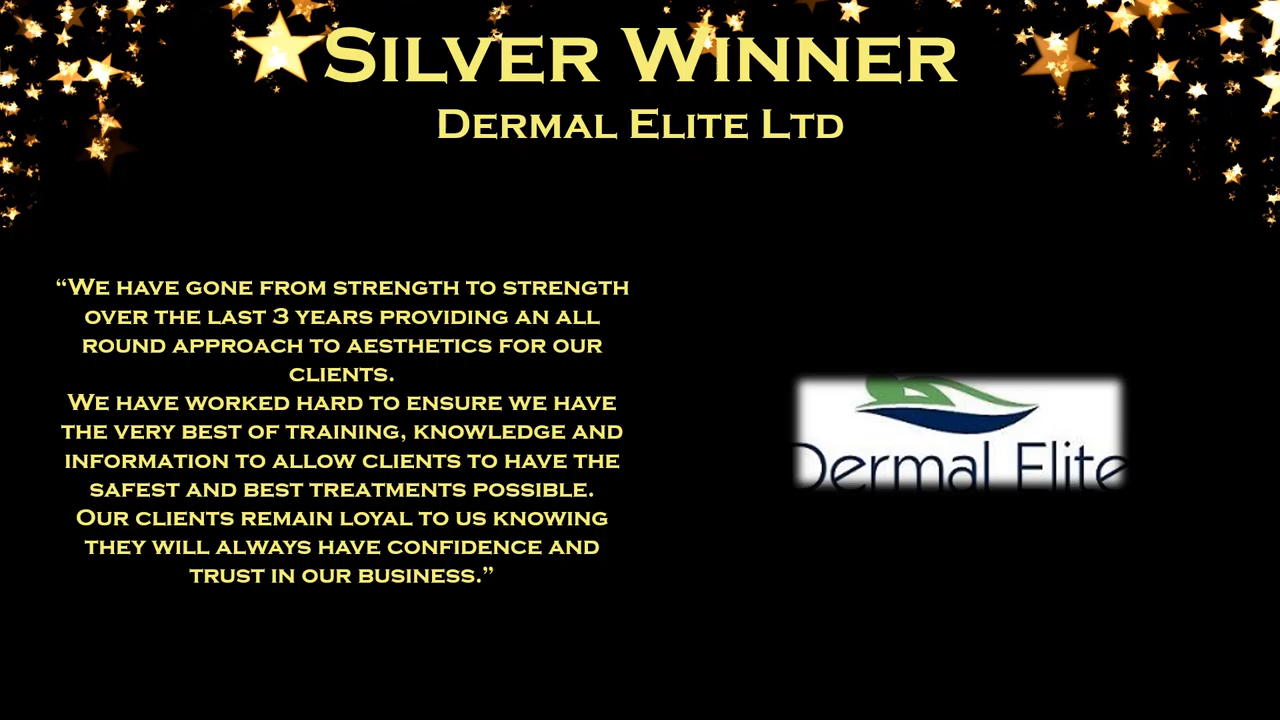 Silver Winner
Dermal Elite Ltd
“We have gone from strength to strength
over the last 3 years providing an all
round approach to aesthetics for our
clients.
We have worked hard to ensure we have
the very best of training, knowledge and
information to allow clients to have the
safest and best treatments possible.
Our clients remain loyal to us knowing
they will always have confidence and
trust in our business.”
Dermal Elite